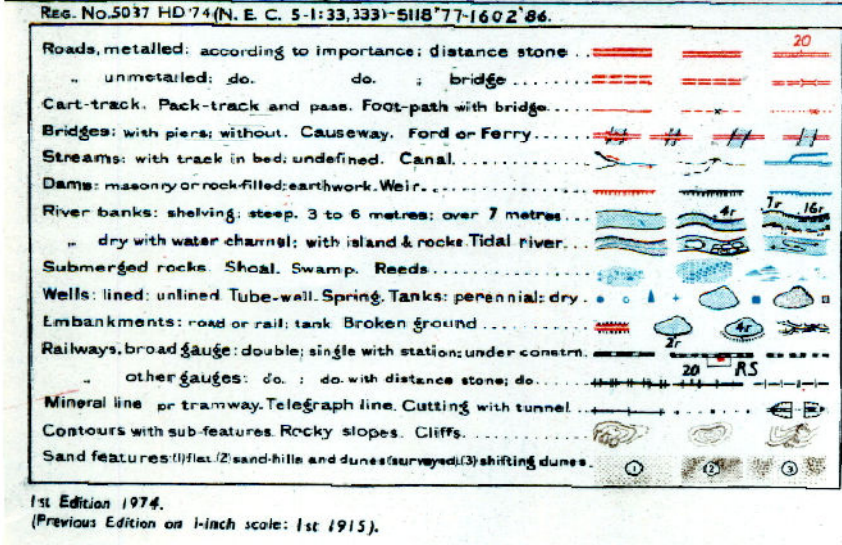 REG. NO.5037 HD'74(N. E. C. 5-1:33,333)-5118'77-1602'86.
Roads, metalled: according to importance; distance stone .. 20
„ unmetalled: do. do. ; bridge
Cart-track. Pack-track and pass. Foot-path with bridge
Bridges: with piers; without. Causeway. Ford or Ferry
Streams: with track in bed; undefined. Canal
Dams: masonry or rock-filled; earthwork. Weir
River banks: shelving; steep. 3 to 6 metres; over 7 metres 4r 7r 16r
„ dry with water channel; with island & rocks. Tidal river
Submerged rocks. Shoal. Swamp. Reeds
Wells: lined; unlined. Tube-well. Spring. Tanks: perennial; dry
Embankments: road or rail; tank. Broken ground 2r 4r
Railways, broad gauge: double; single with station; under constrn. RS
„ other gauges: do. ; do. with distance stone; do. 20
Mineral line or tramway. Telegraph line. Cutting with tunnel
Contours with sub-features. Rocky slopes. Cliffs
Sand features: (1) flat (2) sand-hills and dunes (surveyed) (3) shifting dunes. 1 2 3
1st Edition 1974.
(Previous Edition on 1-inch scale: 1st 1915).